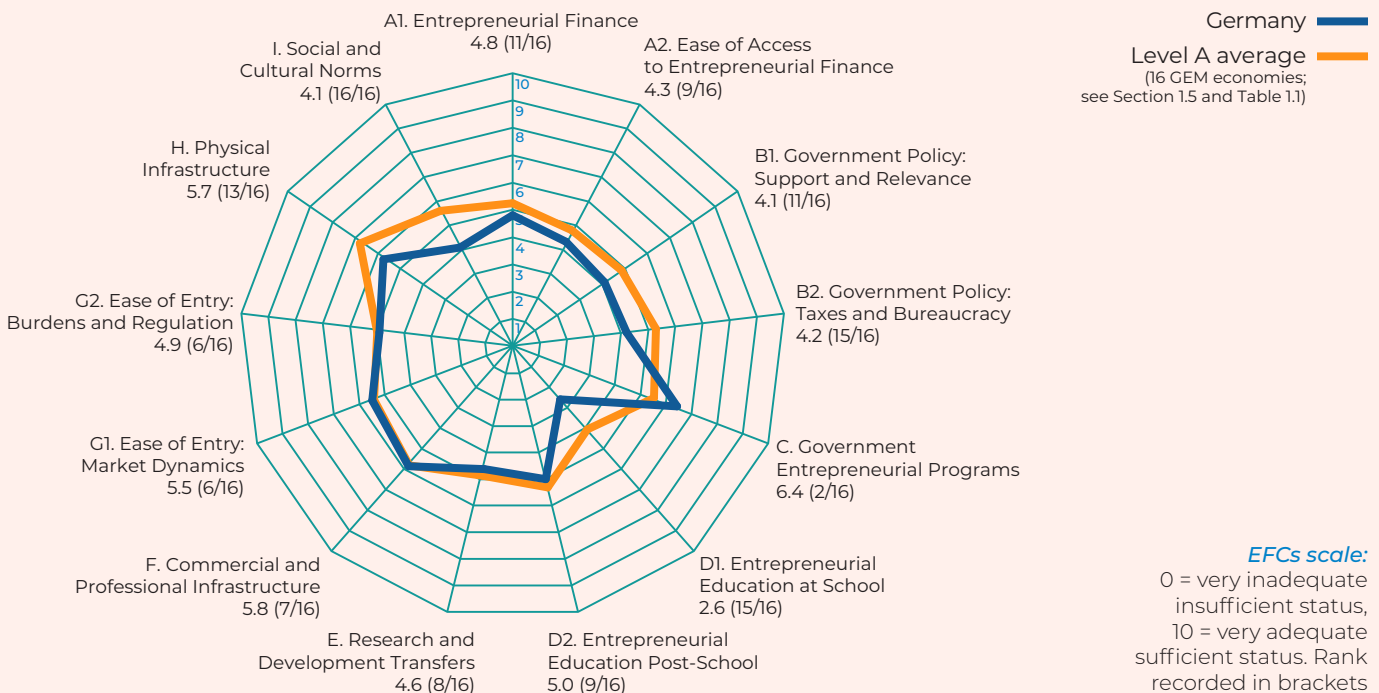 A1. Entrepreneurial Finance
4.8 (11/16)
A2. Ease of Access
to Entrepreneurial Finance
4.3 (9/16)
B1. Government Policy:
Support and Relevance
4.1 (11/16)
B2. Government Policy:
Taxes and Bureaucracy
4.2 (15/16)
C. Government
Entrepreneurial Programs
6.4 (2/16)
D1. Entrepreneurial
Education at School
2.6 (15/16)
D2. Entrepreneurial
Education Post-School
5.0 (9/16)
E. Research and
Development Transfers
4.6 (8/16)
F. Commercial and
Professional Infrastructure
5.8 (7/16)
G1. Ease of Entry:
Market Dynamics
5.5 (6/16)
G2. Ease of Entry:
Burdens and Regulation
4.9 (6/16)
H. Physical
Infrastructure
5.7 (13/16)
I. Social and
Cultural Norms
4.1 (16/16)
10
9
8
7
6
4
3
2
1
Germany
Level A average
(16 GEM economies;
see Section 1.5 and Table 1.1)
EFCs scale:
0 = very inadequate
insufficient status,
10 = very adequate
sufficient status. Rank
recorded in brackets